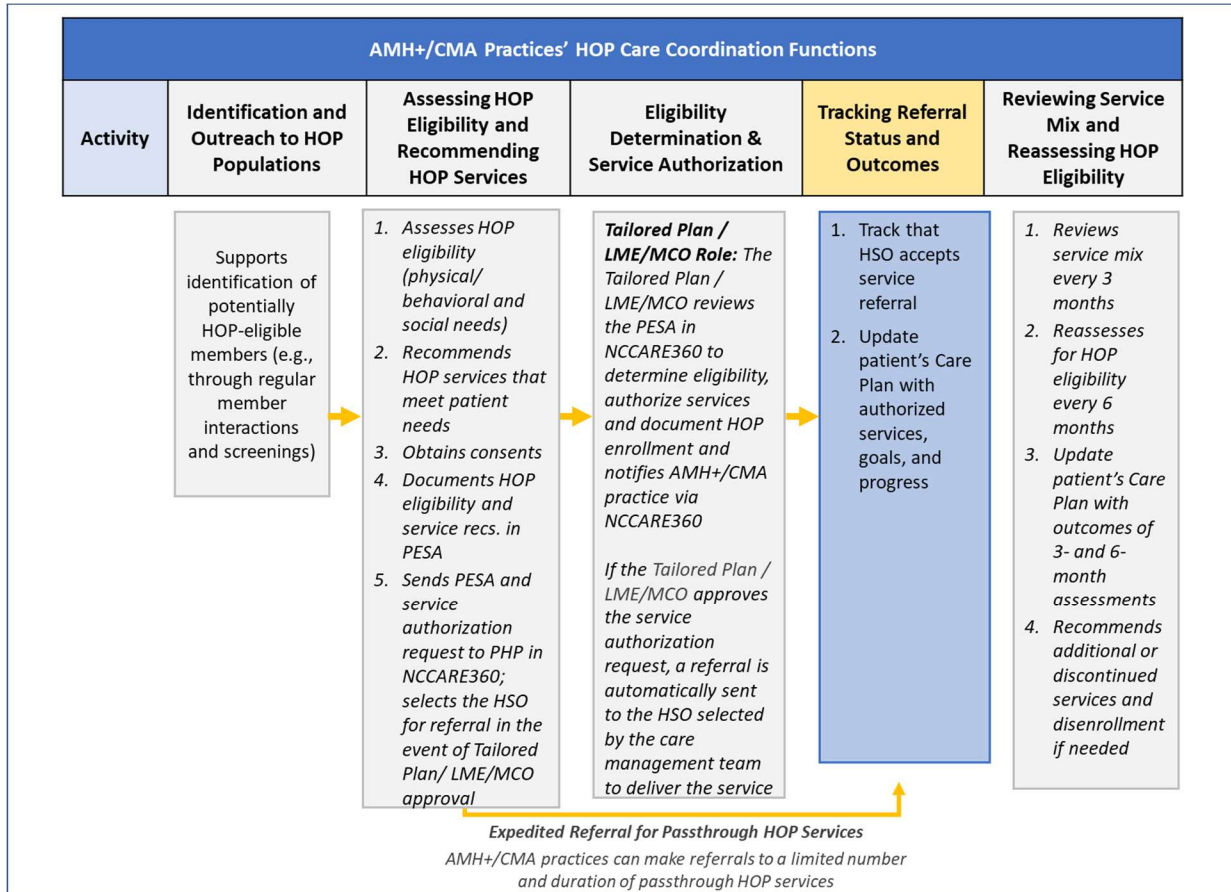 AMH+/CMA Practices’ HOP Care Coordination Functions
Activity
Identification and
Outreach to HOP
Populations
Assessing HOP
Eligibility and
Recommending
HOP Services
Eligibility
Determination &
Service Authorization
Tracking Referral
Status and
Outcomes
Reviewing Service
Mix and
Reassessing HOP
Eligibility
Supports
identification of
potentially
HOP-eligible
members (e.g.,
through regular
member
interactions
and screenings)
1. Assesses HOP
eligibility
(physical/
behavioral and
social needs)
2. Recommends
HOP services that
meet patient
needs
3. Obtains consents
4. Documents HOP
eligibility and
service recs. in
PESA
5. Sends PESA and
service
authorization
request to PHP in
NCCARE360;
selects the HSO
for referral in the
event of Tailored
Plan/ LME/MCO
approval
Tailored Plan /
LME/MCO Role: The
Tailored Plan /
LME/MCO reviews
the PESA in
NCCARE360 to
determine eligibility,
authorize services
and document HOP
enrollment and
notifies AMH+/CMA
practice via
NCCARE360
If the Tailored Plan /
LME/MCO approves
the service
authorization
request, a referral is
automatically sent
to the HSO selected
by the care
management team
to deliver the service
1. Track that
HSO accepts
service
referral
2. Update
patient’s Care
Plan with
authorized
services,
goals, and
progress
1. Reviews
service mix
every 3
months
2. Reassesses
for HOP
eligibility
every 6
months
3. Update
patient’s Care
Plan with
outcomes of
3- and 6-
month
assessments
4. Recommends
additional or
discontinued
services and
disenrollment
if needed
Expedited Referral for Passthrough HOP Services
AMH+/CMA practices can make referrals to a limited number
and duration of passthrough HOP services